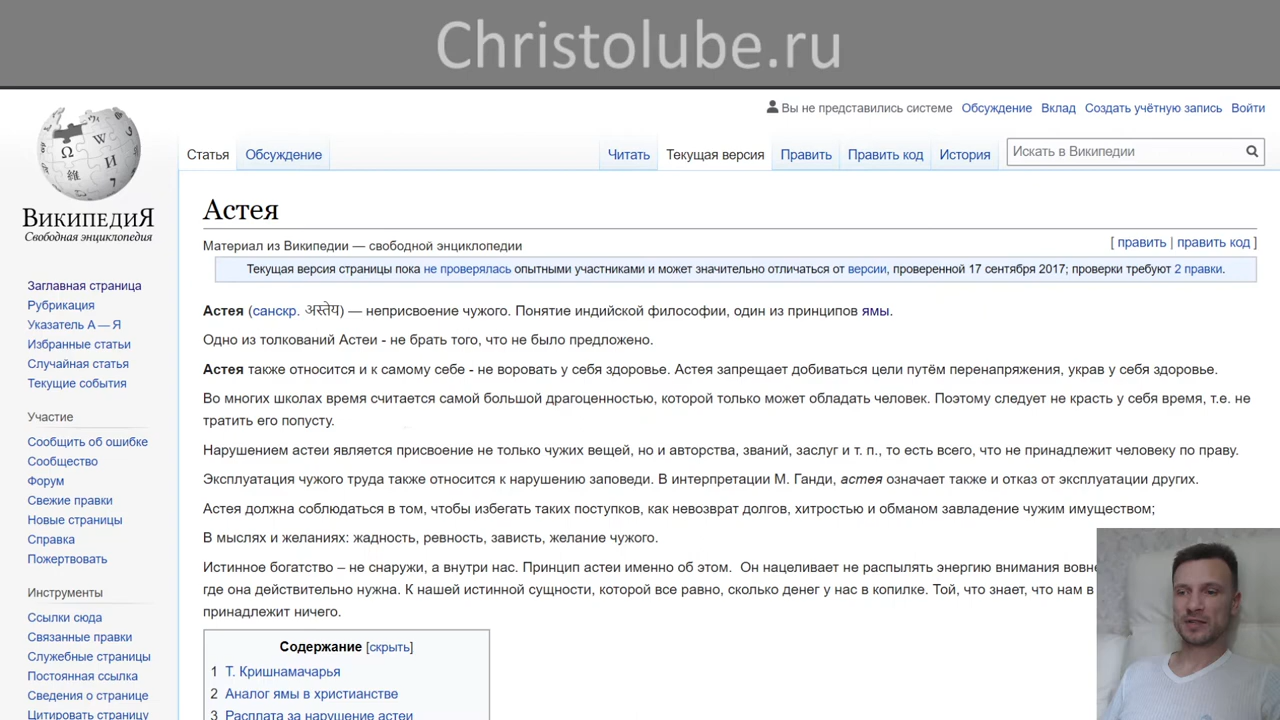 Christolube.ru
Вы не представились системе Обсуждение Вклад Создать учётную запись Войти
Статья Обсуждение Читать Текущая версия Править Править код История Искать в Википедии
ВикипедиЯ
Свободная энциклопедия
Заглавная страница
Рубрикация
Указатель А — Я
Избранные статьи
Случайная статья
Текущие события
Участие
Сообщить об ошибке
Сообщество
Форум
Свежие правки
Новые страницы
Справка
Пожертвовать
Инструменты
Ссылки сюда
Связанные правки
Служебные страницы
Постоянная ссылка
Сведения о странице
Цитировать страницу
Астея
Материал из Википедии — свободной энциклопедии [ править | править код ]
Текущая версия страницы пока не проверялась опытными участниками и может значительно отличаться от версии, проверенной 17 сентября 2017; проверки требуют 2 правки.
Астея (санскр. अस्तेय) — неприсвоение чужого. Понятие индийской философии, один из принципов ямы.
Одно из толкований Астеи - не брать того, что не было предложено.
Астея также относится и к самому себе - не воровать у себя здоровье. Астея запрещает добиваться цели путём перенапряжения, украв у себя здоровье.
Во многих школах время считается самой большой драгоценностью, которой только может обладать человек. Поэтому следует не красть у себя время, т.е. не
тратить его попусту.
Нарушением астеи является присвоение не только чужих вещей, но и авторства, званий, заслуг и т. п., то есть всего, что не принадлежит человеку по праву.
Эксплуатация чужого труда также относится к нарушению заповеди. В интерпретации М. Ганди, астея означает также и отказ от эксплуатации других.
Астея должна соблюдаться в том, чтобы избегать таких поступков, как невозврат долгов, хитростью и обманом завладение чужим имуществом;
В мыслях и желаниях: жадность, ревность, зависть, желание чужого.
Истинное богатство – не снаружи, а внутри нас. Принцип астеи именно об этом. Он нацеливает не распылять энергию внимания вовне
где она действительно нужна. К нашей истинной сущности, которой все равно, сколько денег у нас в копилке. Той, что знает, что нам в
принадлежит ничего.
Содержание [скрыть]
1 Т. Кришнамачарья
2 Аналог ямы в христианстве
3 Расплата за нарушение астеи